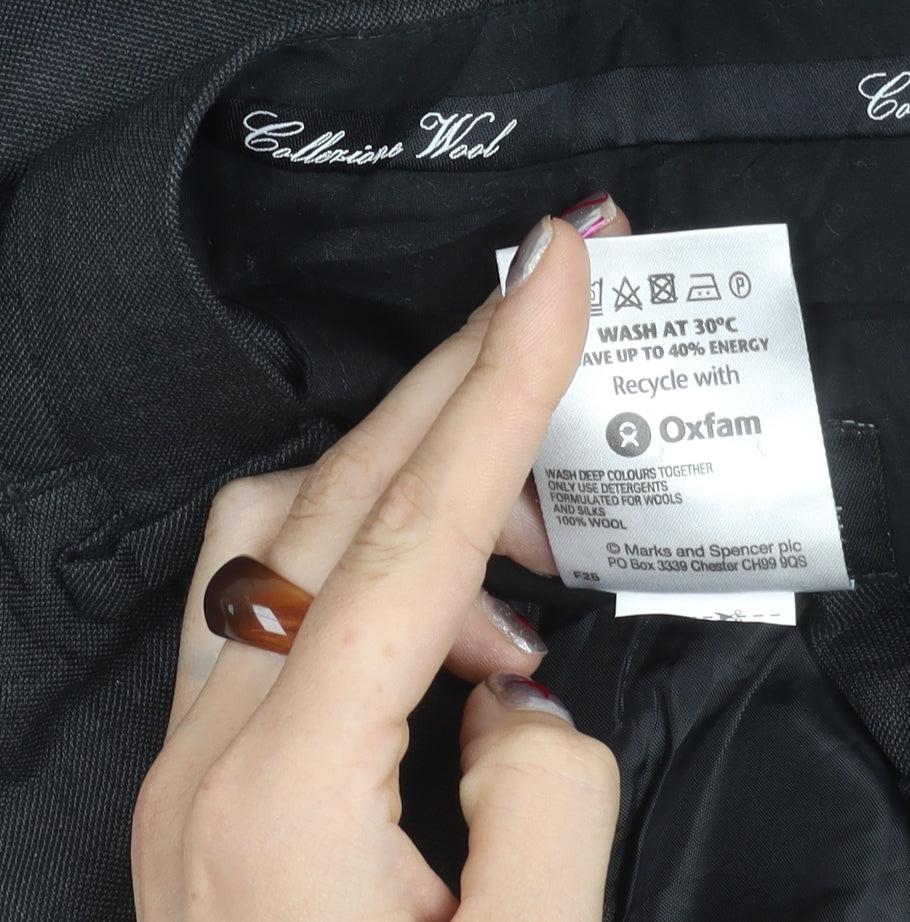 Collezione Wool
Co
P
WASH AT 30ºC
AVE UP TO 40% ENERGY
Recycle with
Oxfam
WASH DEEP COLOURS TOGETHER
ONLY USE DETERGENTS
FORMULATED FOR WOOLS
AND SILKS
100% WOOL
© Marks and Spencer plc
PO Box 3339 Chester CH99 9QS
F25